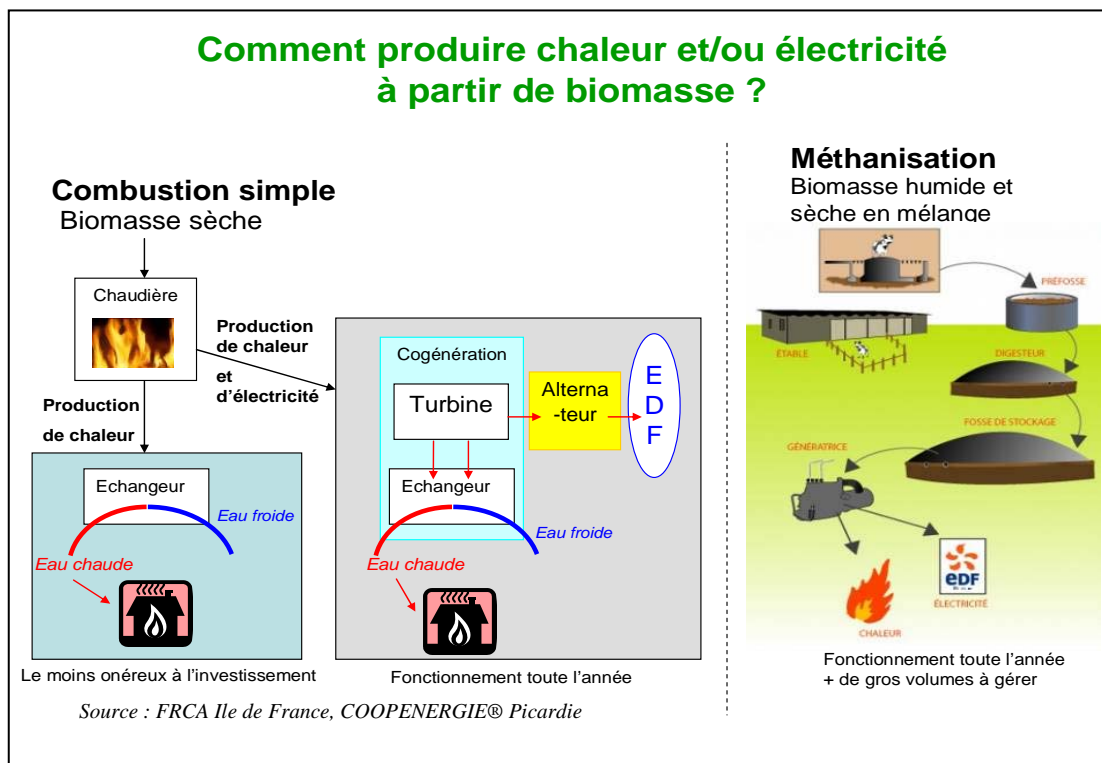 Comment produire chaleur et/ou électricité
à partir de biomasse ?
Combustion simple
Biomasse sèche
Chaudière
Production
de chaleur
et
d’électricité
Production
de chaleur
Echangeur
Eau froide
Eau chaude
Le moins onéreux à l’investissement
Cogénération
Turbine
Alterna
-teur
E
D
F
Echangeur
Eau froide
Eau chaude
Fonctionnement toute l’année
Source : FRCA Ile de France, COOPENERGIE® Picardie
Méthanisation
Biomasse humide et
sèche en mélange
PRÉFOSSE
ÉTABLE
DIGESTEUR
FOSSE DE STOCKAGE
GÉNÉRATRICE
eDF
ÉLECTRICITÉ
CHALEUR
Fonctionnement toute l’année
+ de gros volumes à gérer